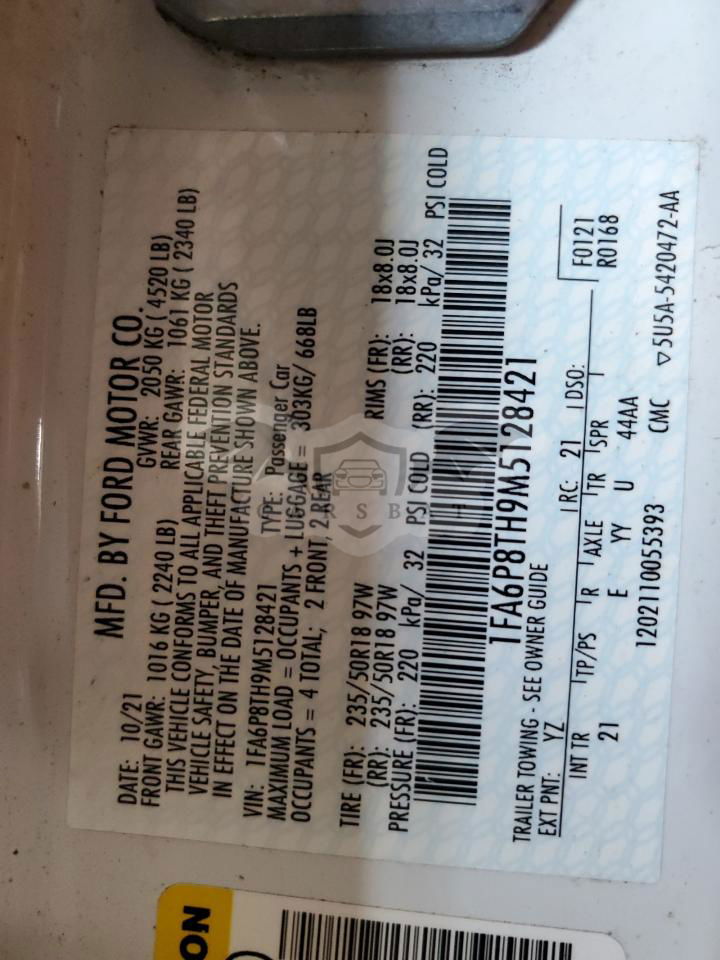 MFD. BY FORD MOTOR CO.
DATE: 10/21 GVWR: 2050 KG ( 4520 LB)
FRONT GAWR: 1016 KG ( 2240 LB) REAR GAWR: 1061 KG ( 2340 LB)
THIS VEHICLE CONFORMS TO ALL APPLICABLE FEDERAL MOTOR
VEHICLE SAFETY, BUMPER, AND THEFT PREVENTION STANDARDS
IN EFFECT ON THE DATE OF MANUFACTURE SHOWN ABOVE.
VIN: 1FA6P8TH9M5128421 TYPE: Passenger Car
MAXIMUM LOAD = OCCUPANTS + LUGGAGE = 303KG/ 668LB
OCCUPANTS = 4 TOTAL; 2 FRONT, 2 REAR
TIRE (FR): 235/50R18 97W RIMS (FR): 18x8.0J
(RR): 235/50R18 97W (RR): 18x8.0J
PRESSURE (FR): 220 kPa/ 32 PSI COLD (RR): 220 kPa/ 32 PSI COLD
1FA6P8TH9M5128421
TRAILER TOWING - SEE OWNER GUIDE
EXT PNT: YZ RC: 21 DSO: F0121
INT TR TP/PS R AXLE TR SPR R0168
21 E YY U 44AA
1202110055393 CMC ▽5U5A-5420472-AA
ON